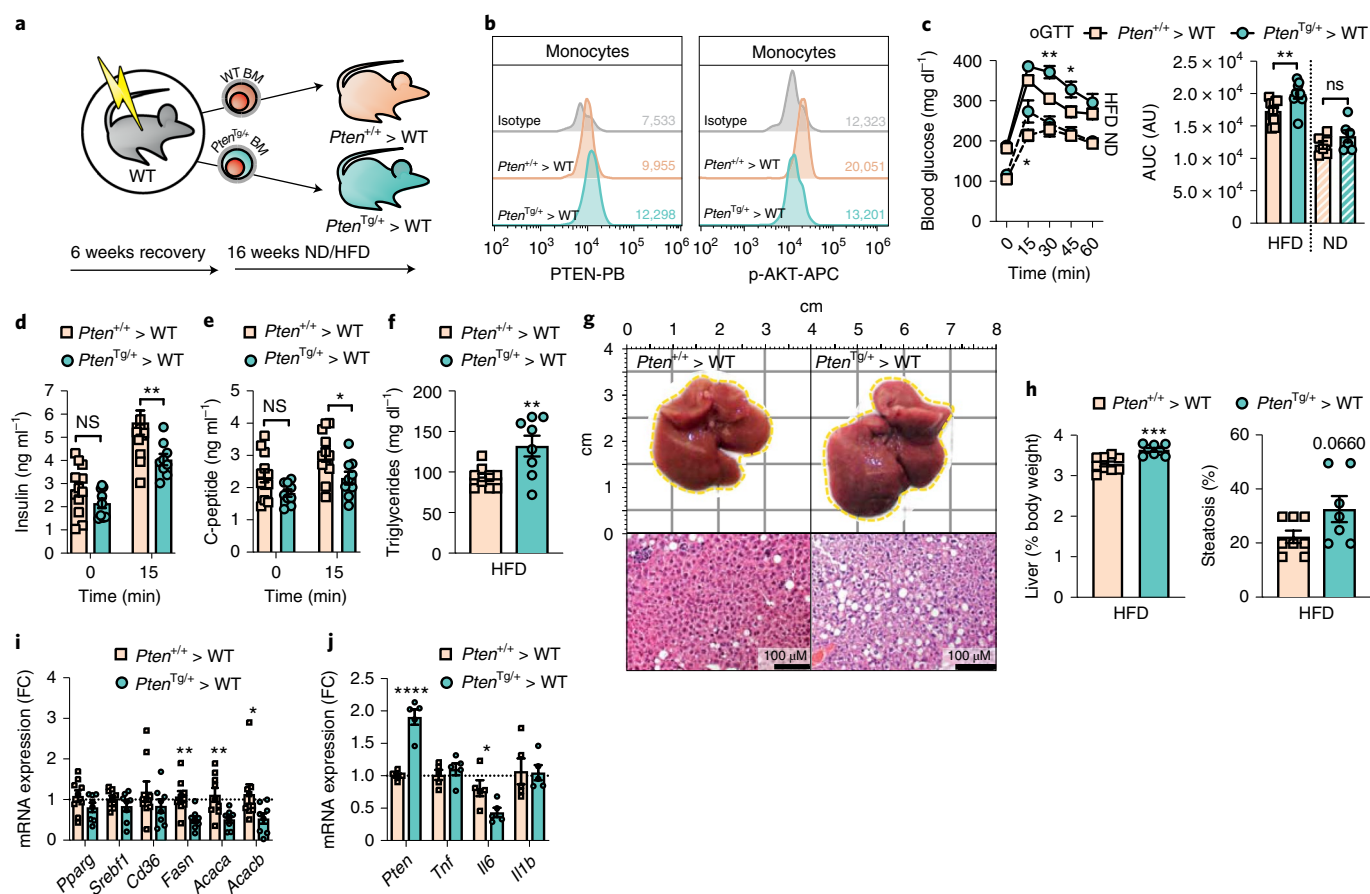 a
WT BM
Pten^Tg/+ BM
WT
Pten^+/+ > WT
Pten^Tg/+ > WT
6 weeks recovery
16 weeks ND/HFD
b
Monocytes
Monocytes
Isotype
7,533
Pten^+/+ > WT
9,955
Pten^Tg/+ > WT
12,298
10^2 10^3 10^4 10^5 10^6
PTEN-PB
Isotype
12,323
Pten^+/+ > WT
20,051
Pten^Tg/+ > WT
13,201
10^2 10^3 10^4 10^5 10^6
p-AKT-APC
c
oGTT
Pten^+/+ > WT
Pten^Tg/+ > WT
Blood glucose (mg dl^−1)
400
300
200
100
** *
*
HFD ND
0 15 30 45 60
Time (min)
AUC (AU)
2.5 × 10^4
2.0 × 10^4
1.5 × 10^4
1.0 × 10^4
5.0 × 10^4
0
**
ns
HFD ND
d
Pten^+/+ > WT
Pten^Tg/+ > WT
Insulin (ng ml^−1)
7
6
5
4
3
2
1
0
NS
**
0 15
Time (min)
e
Pten^+/+ > WT
Pten^Tg/+ > WT
C-peptide (ng ml^−1)
5
4
3
2
1
0
NS
*
0 15
Time (min)
f
Pten^+/+ > WT
Pten^Tg/+ > WT
Triglycerides (mg dl^−1)
200
150
100
50
0
**
HFD
g
cm
0 1 2 3 4 5 6 7 8
cm
4
3
2
1
0
Pten^+/+ > WT
Pten^Tg/+ > WT
100 µM
100 µM
h
Pten^+/+ > WT
Pten^Tg/+ > WT
Liver (% body weight)
4
3
2
1
0
***
HFD
Steatosis (%)
60
40
20
0
0.0660
HFD
i
Pten^+/+ > WT
Pten^Tg/+ > WT
mRNA expression (FC)
4
3
2
1
0
** ** *
Pparg Srebf1 Cd36 Fasn Acaca Acacb
j
Pten^+/+ > WT
Pten^Tg/+ > WT
mRNA expression (FC)
2.5
2.0
1.5
1.0
0.5
0
**** *
Pten Tnf Il6 Il1b